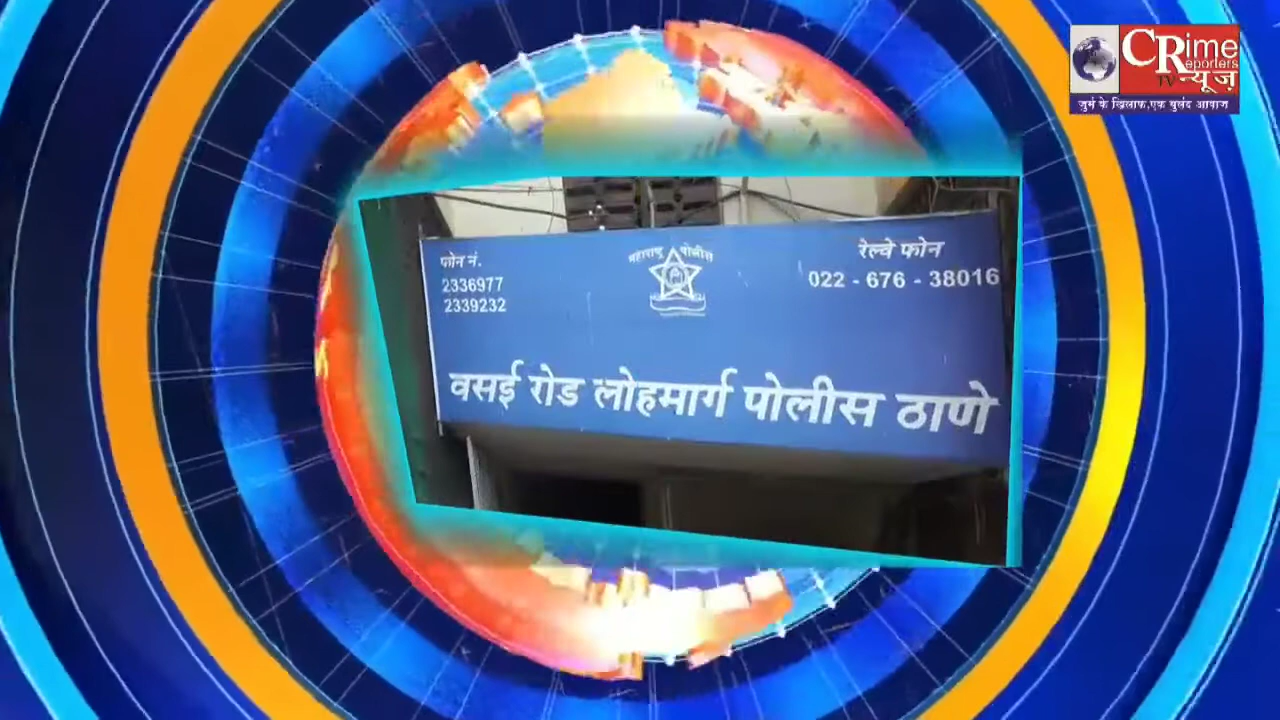 CRime
Reporters
TV न्यूज़
जुर्म के खिलाफ,एक बुलंद आवाज
फोन नं.
2336977
2339232
महाराष्ट्र पोलीस
रेल्वे फोन
022 - 676 - 38016
वसई रोड लोहमार्ग पोलीस ठाणे